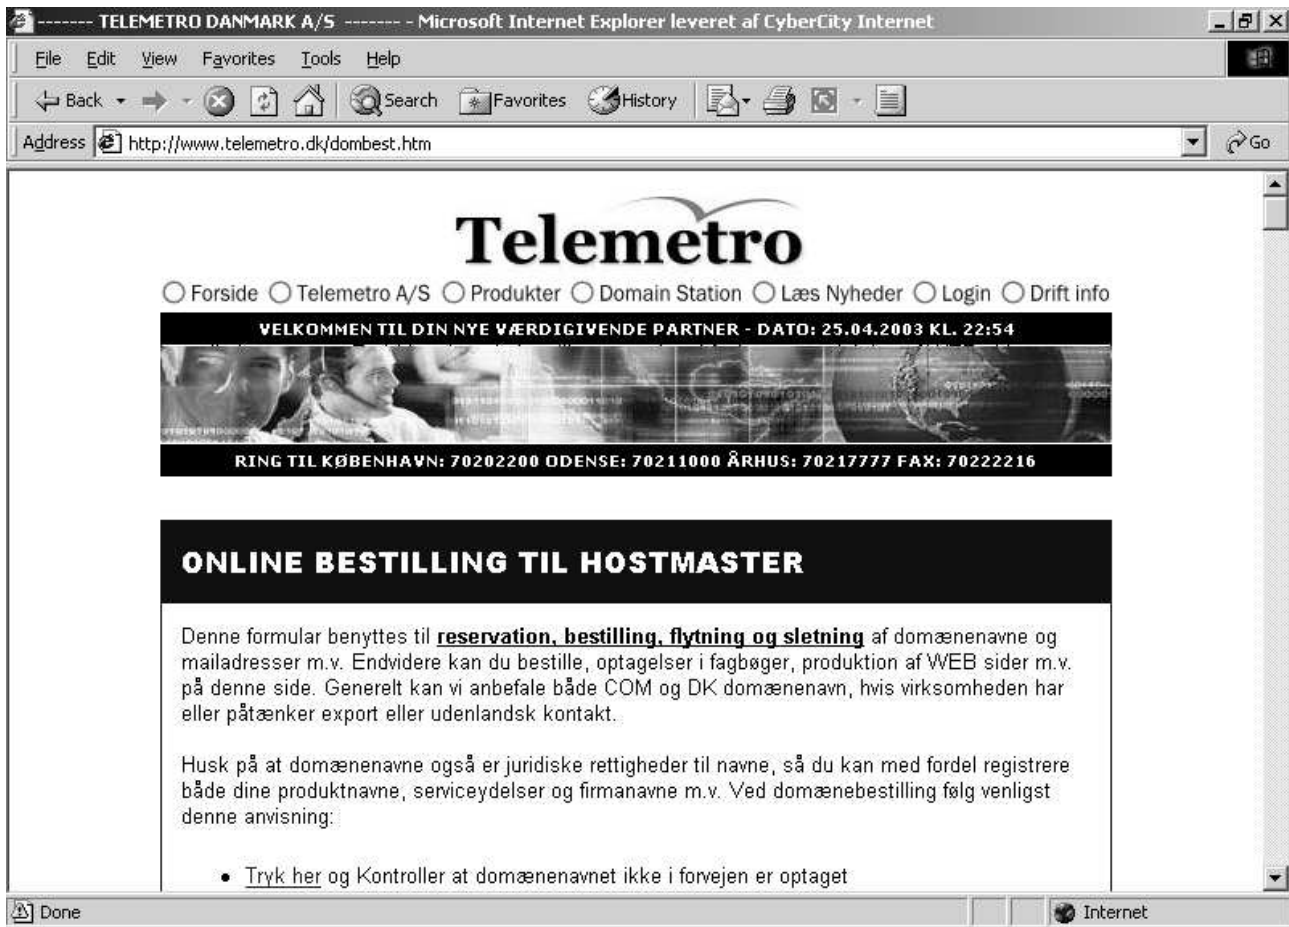 ------- TELEMETRO DANMARK A/S ------- - Microsoft Internet Explorer leveret af CyberCity Internet
File Edit View Favorites Tools Help
Back Search Favorites History
Address http://www.telemetro.dk/dombest.htm Go
Telemetro
Forside Telemetro A/S Produkter Domain Station Læs Nyheder Login Drift info
VELKOMMEN TIL DIN NYE VÆRDIGIVENDE PARTNER - DATO: 25.04.2003 KL. 22:54
RING TIL KØBENHAVN: 70202200 ODENSE: 70211000 ÅRHUS: 70217777 FAX: 70222216
ONLINE BESTILLING TIL HOSTMASTER
Denne formular benyttes til reservation, bestilling, flytning og sletning af domænenavne og
mailadresser m.v. Endvidere kan du bestille, optagelser i fagbøger, produktion af WEB sider m.v.
på denne side. Generelt kan vi anbefale både COM og DK domænenavn, hvis virksomheden har
eller påtænker export eller udenlandsk kontakt.
Husk på at domænenavne også er juridiske rettigheder til navne, så du kan med fordel registrere
både dine produktnavne, serviceydelser og firmanavne m.v. Ved domænebestilling følg venligst
denne anvisning:
• Tryk her og Kontroller at domænenavnet ikke i forvejen er optaget
Done Internet